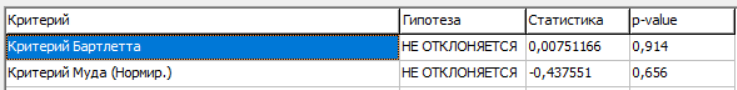 Критерий Гипотеза Статистика p-value
Критерий Бартлетта НЕ ОТКЛОНЯЕТСЯ 0,00751166 0,914
Критерий Муда (Нормир.) НЕ ОТКЛОНЯЕТСЯ -0,437551 0,656